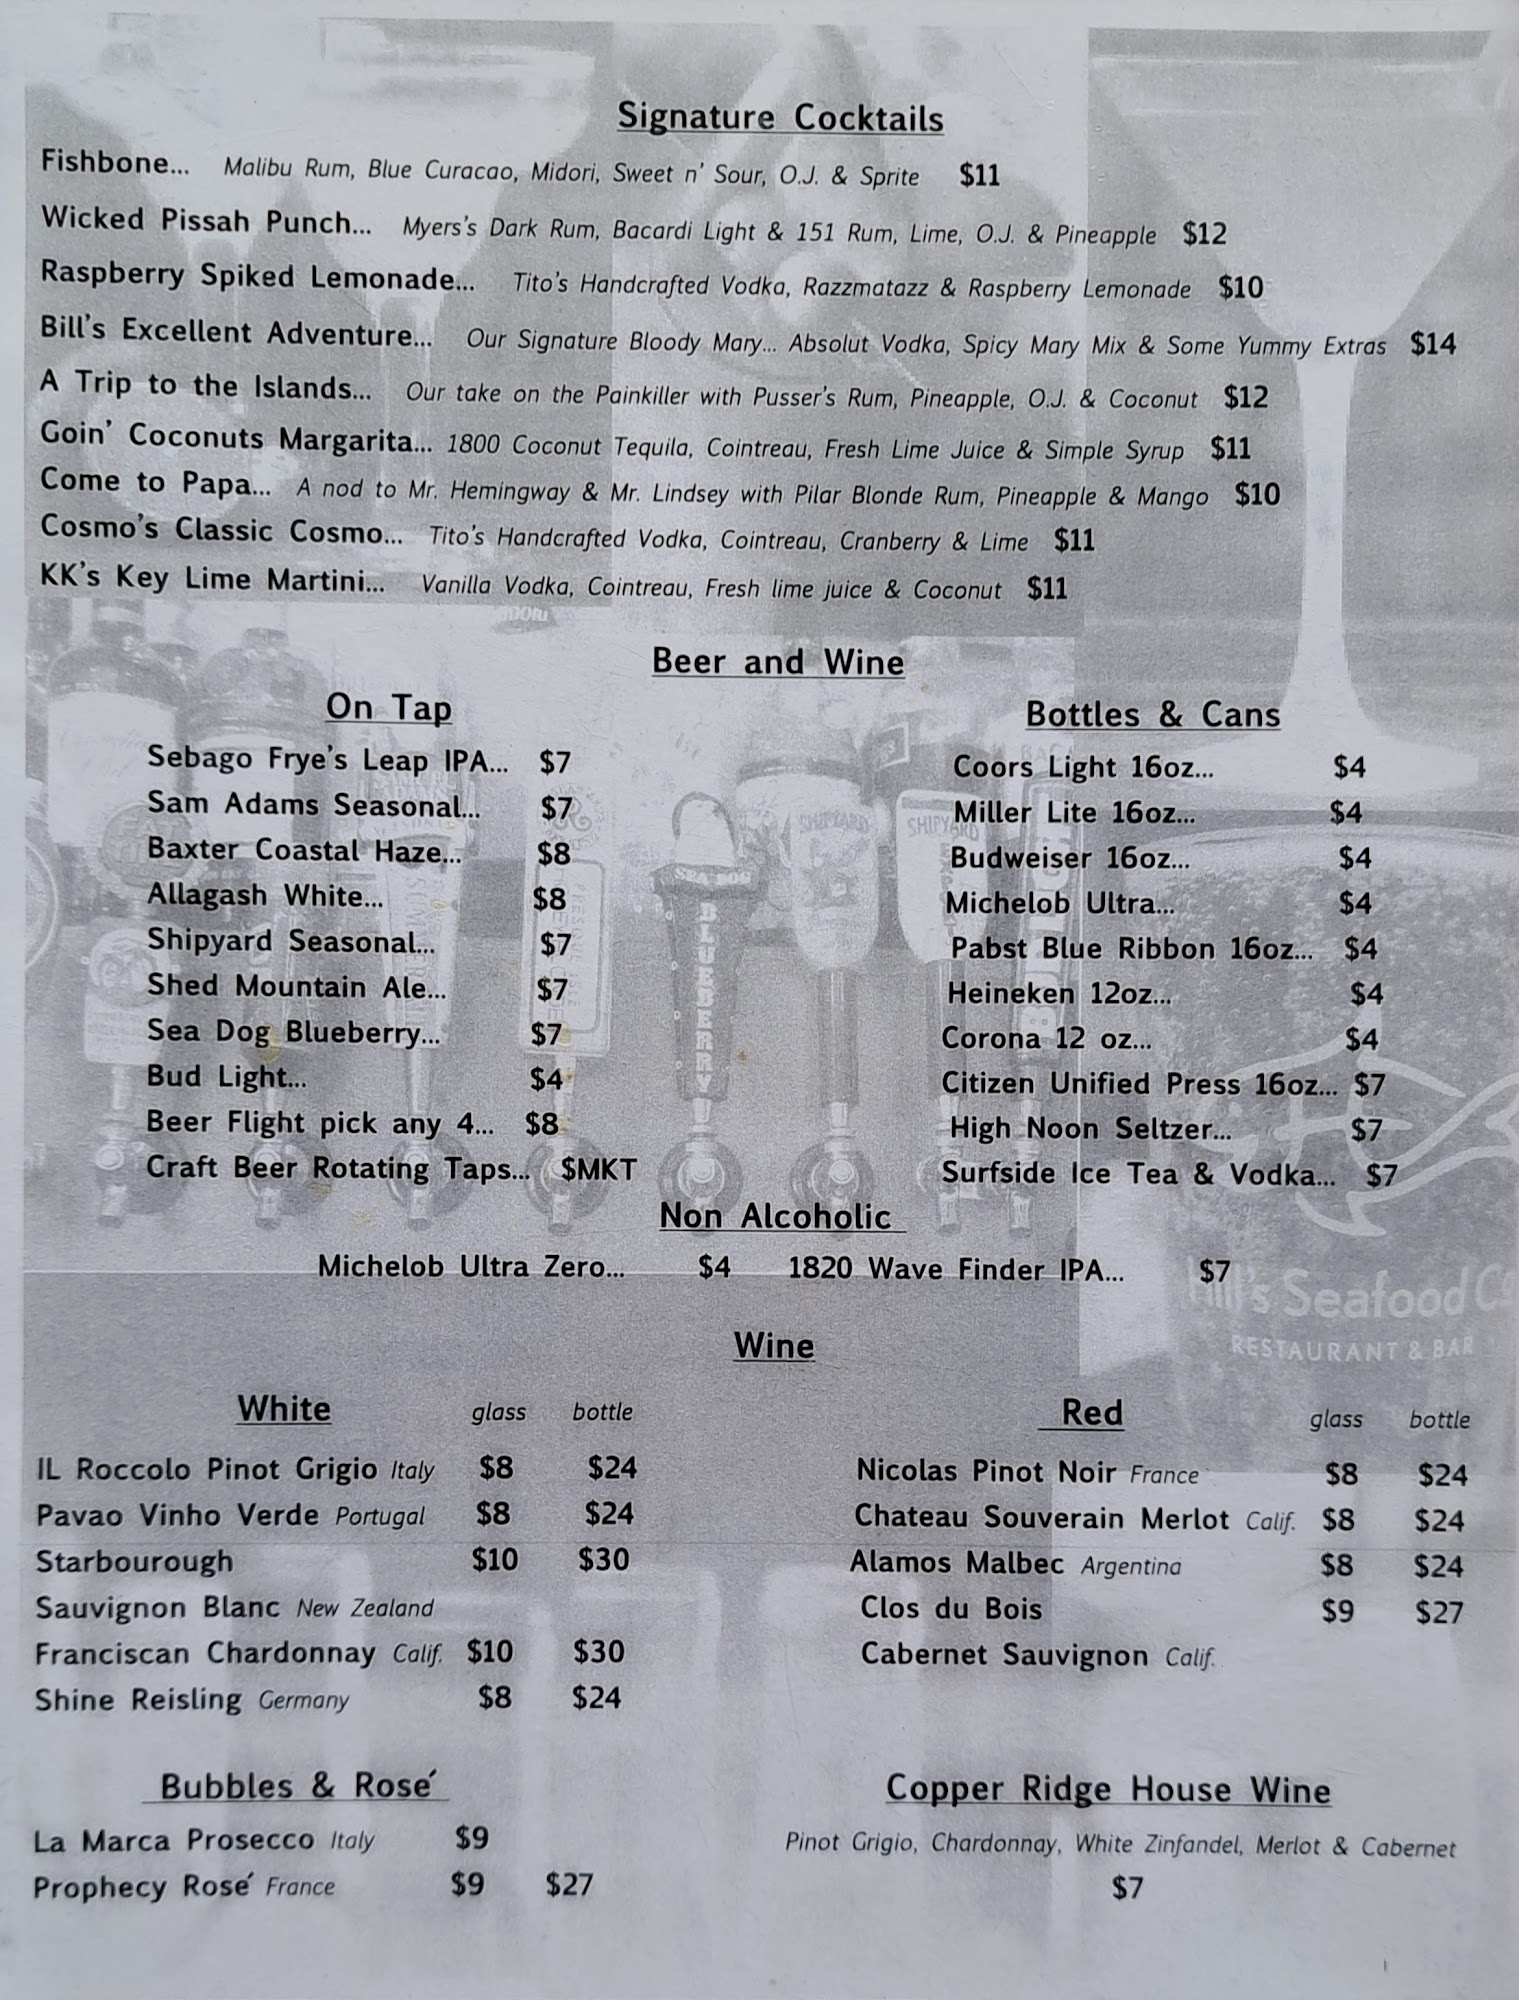 Signature Cocktails
Fishbone... Malibu Rum, Blue Curacao, Midori, Sweet n' Sour, O.J. & Sprite $11
Wicked Pissah Punch... Myers's Dark Rum, Bacardi Light & 151 Rum, Lime, O.J. & Pineapple $12
Raspberry Spiked Lemonade... Tito's Handcrafted Vodka, Razzmatazz & Raspberry Lemonade $10
Bill's Excellent Adventure... Our Signature Bloody Mary... Absolut Vodka, Spicy Mary Mix & Some Yummy Extras $14
A Trip to the Islands... Our take on the Painkiller with Pusser's Rum, Pineapple, O.J. & Coconut $12
Goin' Coconuts Margarita... 1800 Coconut Tequila, Cointreau, Fresh Lime Juice & Simple Syrup $11
Come to Papa... A nod to Mr. Hemingway & Mr. Lindsey with Pilar Blonde Rum, Pineapple & Mango $10
Cosmo's Classic Cosmo... Tito's Handcrafted Vodka, Cointreau, Cranberry & Lime $11
KK's Key Lime Martini... Vanilla Vodka, Cointreau, Fresh lime juice & Coconut $11
Beer and Wine
On Tap
Sebago Frye's Leap IPA... $7
Sam Adams Seasonal... $7
Baxter Coastal Haze... $8
Allagash White... $8
Shipyard Seasonal... $7
Shed Mountain Ale... $7
Sea Dog Blueberry... $7
Bud Light... $4
Beer Flight pick any 4... $8
Craft Beer Rotating Taps... $MKT
Bottles & Cans
Coors Light 16oz... $4
Miller Lite 16oz... $4
Budweiser 16oz... $4
Michelob Ultra... $4
Pabst Blue Ribbon 16oz... $4
Heineken 12oz... $4
Corona 12 oz... $4
Citizen Unified Press 16oz... $7
High Noon Seltzer... $7
Surfside Ice Tea & Vodka... $7
SHIPYARD
SHIPYARD
SEA DOG
BLUEBERRY
Non Alcoholic
Michelob Ultra Zero... $4 1820 Wave Finder IPA... $7
Seafood
RESTAURANT & BAR
Wine
White glass bottle
IL Roccolo Pinot Grigio Italy $8 $24
Pavao Vinho Verde Portugal $8 $24
Starbourough $10 $30
Sauvignon Blanc New Zealand
Franciscan Chardonnay Calif. $10 $30
Shine Reisling Germany $8 $24
Red glass bottle
Nicolas Pinot Noir France $8 $24
Chateau Souverain Merlot Calif. $8 $24
Alamos Malbec Argentina $8 $24
Clos du Bois $9 $27
Cabernet Sauvignon Calif.
Bubbles & Rosé
La Marca Prosecco Italy $9
Prophecy Rosé France $9 $27
Copper Ridge House Wine
Pinot Grigio, Chardonnay, White Zinfandel, Merlot & Cabernet
$7